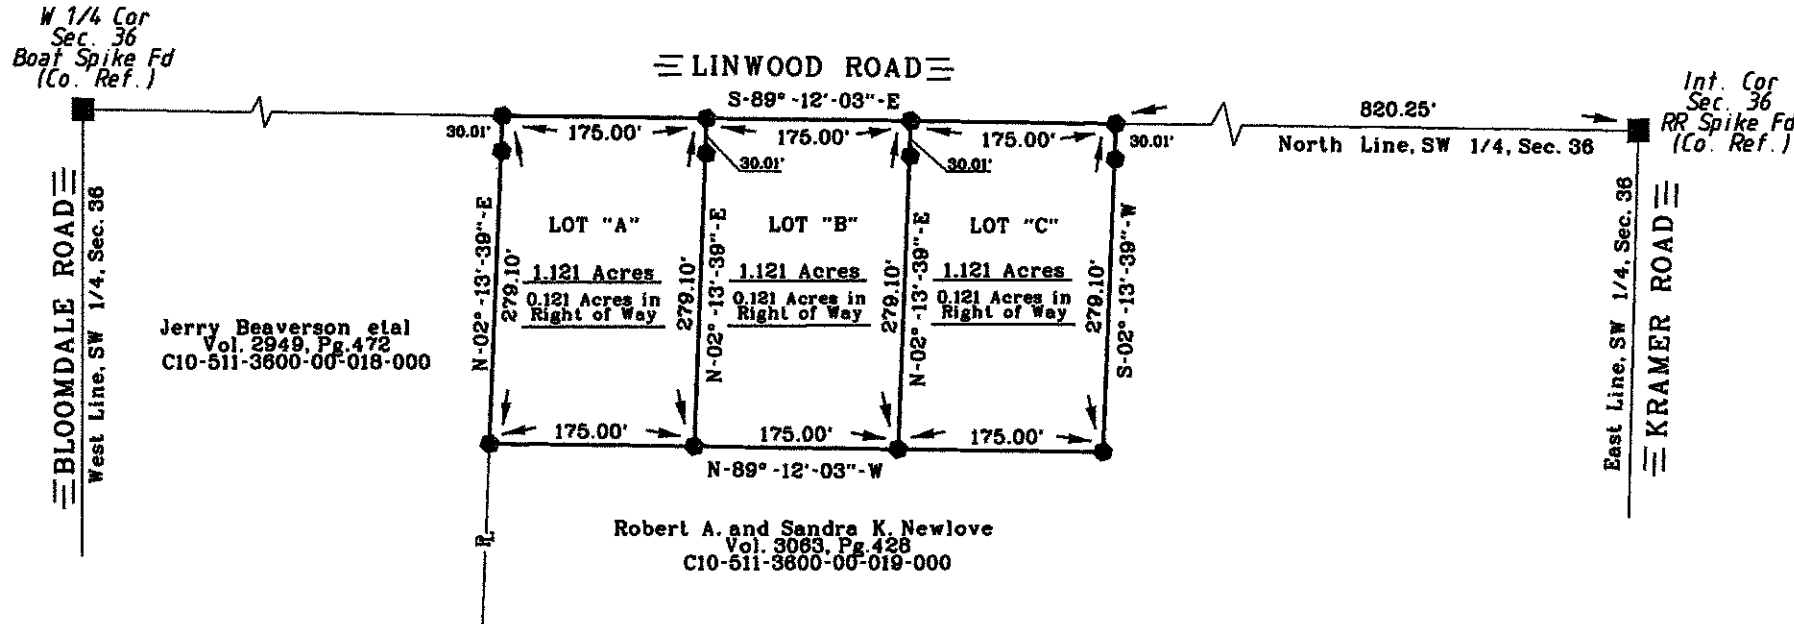 W 1/4 Cor
Sec. 36
Boat Spike Fd
(Co. Ref.)
LINWOOD ROAD
S-89°-12'-03"-E
Int. Cor
Sec. 36
RR Spike Fd
(Co. Ref.)
820.25'
North Line, SW 1/4, Sec. 36
30.01'
175.00'
30.01'
175.00'
30.01'
175.00'
30.01'
BLOOMDALE ROAD
West Line, SW 1/4, Sec. 36
Jerry Beaverson etal
Vol. 2949, Pg. 472
C10-511-3600-00-018-000
N-02°-13'-39"-E
279.10'
LOT "A"
1.121 Acres
0.121 Acres in
Right of Way
279.10'
N-02°-13'-39"-E
LOT "B"
1.121 Acres
0.121 Acres in
Right of Way
279.10'
N-02°-13'-39"-E
LOT "C"
1.121 Acres
0.121 Acres in
Right of Way
279.10'
S-02°-13'-39"-W
East Line, SW 1/4, Sec. 36
KRAMER ROAD
175.00'
175.00'
175.00'
N-89°-12'-03"-W
PL
Robert A. and Sandra K. Newlove
Vol. 3063, Pg. 428
C10-511-3600-00-019-000